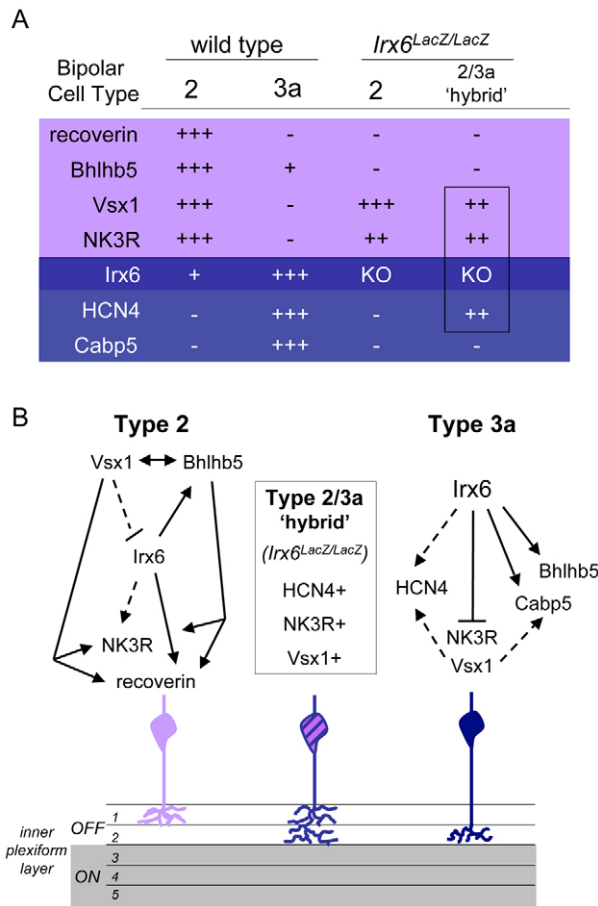 A
wild type Irx6LacZ/LacZ
Bipolar
Cell Type 2 3a 2 2/3a
‘hybrid’
recoverin +++ - - -
Bhlhb5 +++ + - -
Vsx1 +++ - +++ ++
NK3R +++ - ++ ++
Irx6 + +++ KO KO
HCN4 - +++ - ++
Cabp5 - +++ - -
B
Type 2 Type 3a
Vsx1 Bhlhb5
Irx6
NK3R
recoverin
Type 2/3a
‘hybrid’
(Irx6LacZ/LacZ)
HCN4+
NK3R+
Vsx1+
Irx6
HCN4
Bhlhb5
Cabp5
NK3R
Vsx1
inner
plexiform
layer
OFF
1
2
ON
3
4
5